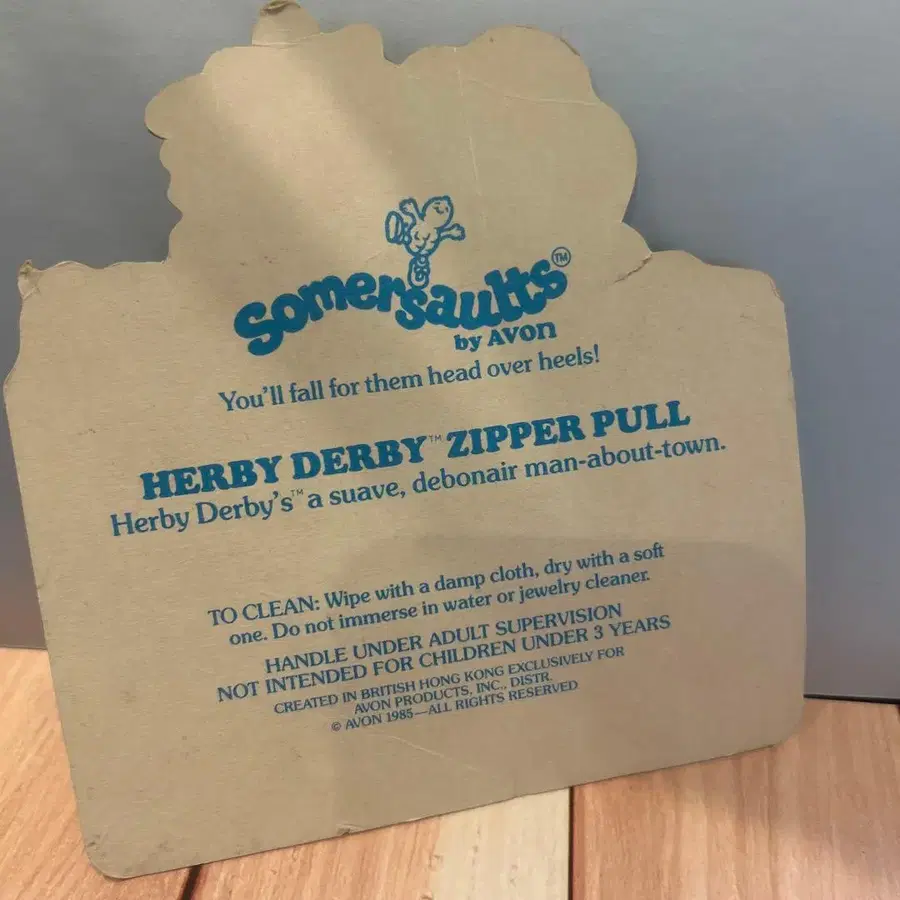 somersaults™
by AVON
You'll fall for them head over heels!
HERBY DERBY™ ZIPPER PULL
Herby Derby's™ a suave, debonair man-about-town.
TO CLEAN: Wipe with a damp cloth, dry with a soft
one. Do not immerse in water or jewelry cleaner.
HANDLE UNDER ADULT SUPERVISION
NOT INTENDED FOR CHILDREN UNDER 3 YEARS
CREATED IN BRITISH HONG KONG EXCLUSIVELY FOR
AVON PRODUCTS, INC., DISTR.
© AVON 1985—ALL RIGHTS RESERVED